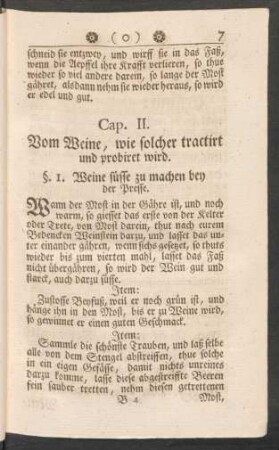 ( o ) 7
schneid sie entzwey, und wirff sie in das Faß,
wenn die Aepffel ihre Krafft verlieren, so thus
wieder so viel andere darein, so lange der Most
gähret, alsdann nehm sie wieder heraus, so wird
er edel und gut.
Cap. II.
Vom Weine, wie solcher tractirt
und probiret wird.
§. 1. Weine süsse zu machen bey
der Presse.
Wann der Most in der Gähre ist, und noch
warm, so giesset das erste von der Kelter
oder Trete, von Most darein, thut nach eurem
Bedencken Weinstein darzu, und lasset das un-
ter einander gähren, wenn sichs gesetzt, so thuts
wieder bis zum vierten mahl, lasset das Faß
nicht übergähren, so wird der Wein gut und
starck, auch darzu süsse.
Item:
Zustosse Beyfuß, weil er noch grün ist, und
hänge ihn in den Most, bis er zu Weine wird,
so gewinnet er einen guten Geschmack.
Item:
Sammle die schönste Trauben, und laß selbe
alle von dem Stengel abstreiffen, thue solche
in ein eigen Gefässe, damit nichts unreines
darzu komme, lasse diese abgestreiffte Beeren
fein sauber tretten, nehm diesen getrettenen
B 4 Most,